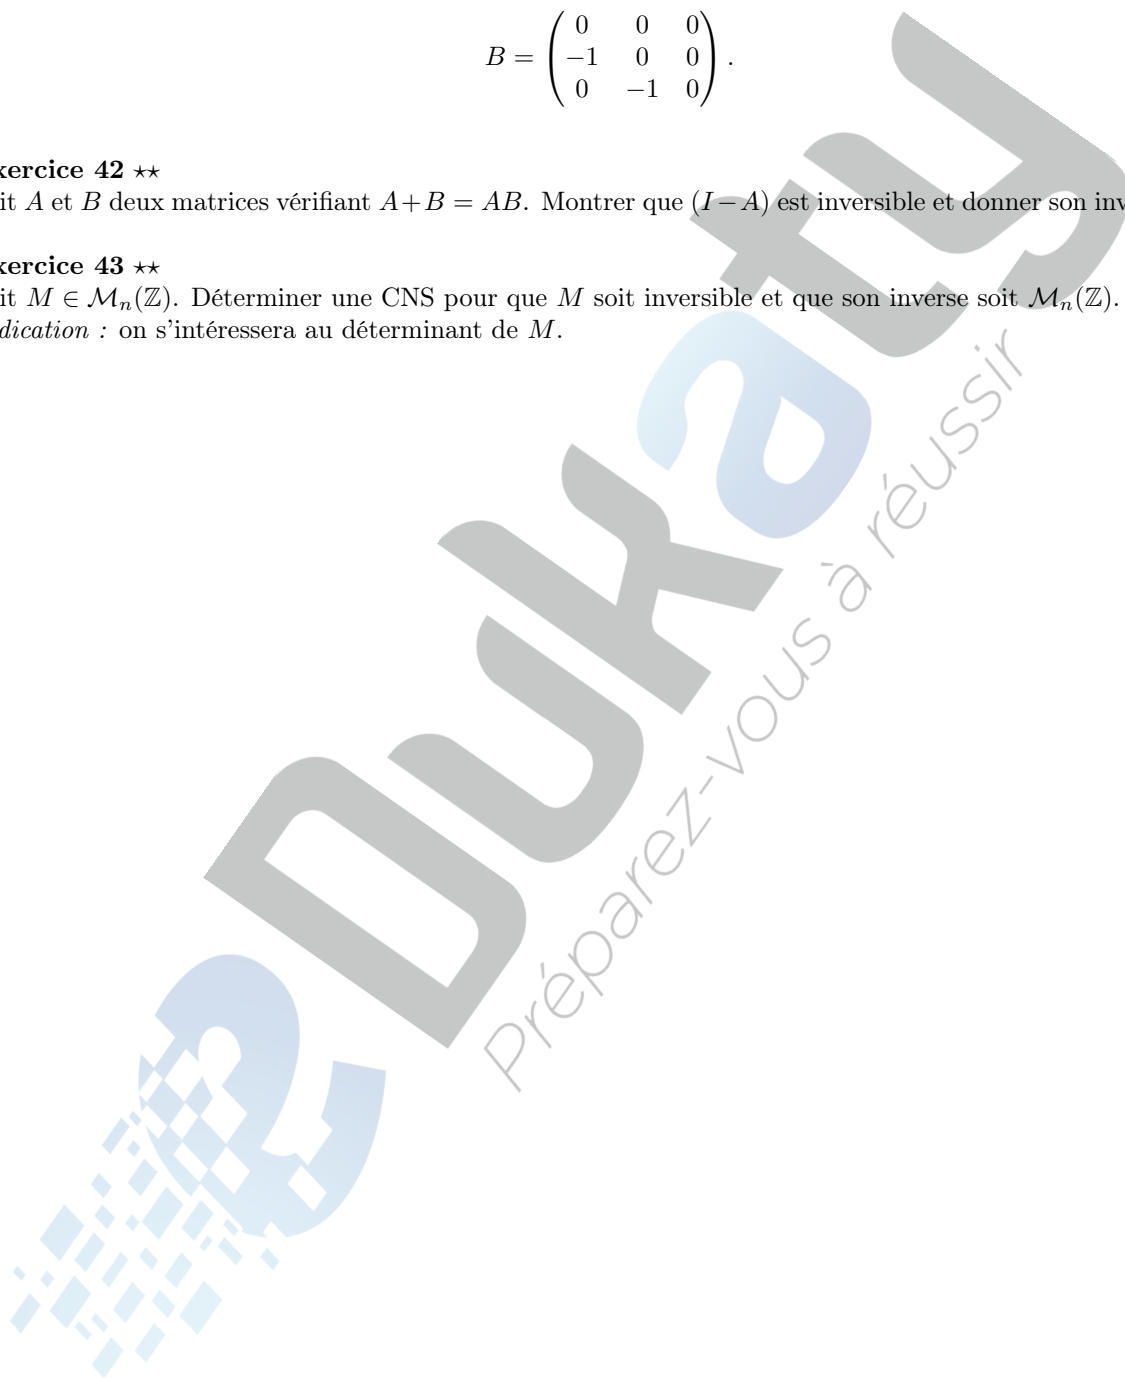 B = \begin{pmatrix} 0 & 0 & 0 \\ -1 & 0 & 0 \\ 0 & -1 & 0 \end{pmatrix}.
xercice 42 ⋆⋆
it A et B deux matrices vérifiant A+B = AB. Montrer que (I−A) est inversible et donner son inv
xercice 43 ⋆⋆
it M ∈ \mathcal{M}_n(ℤ). Déterminer une CNS pour que M soit inversible et que son inverse soit \mathcal{M}_n(ℤ).
dication : on s'intéressera au déterminant de M.
eDukaty
Préparez-vous à réussir